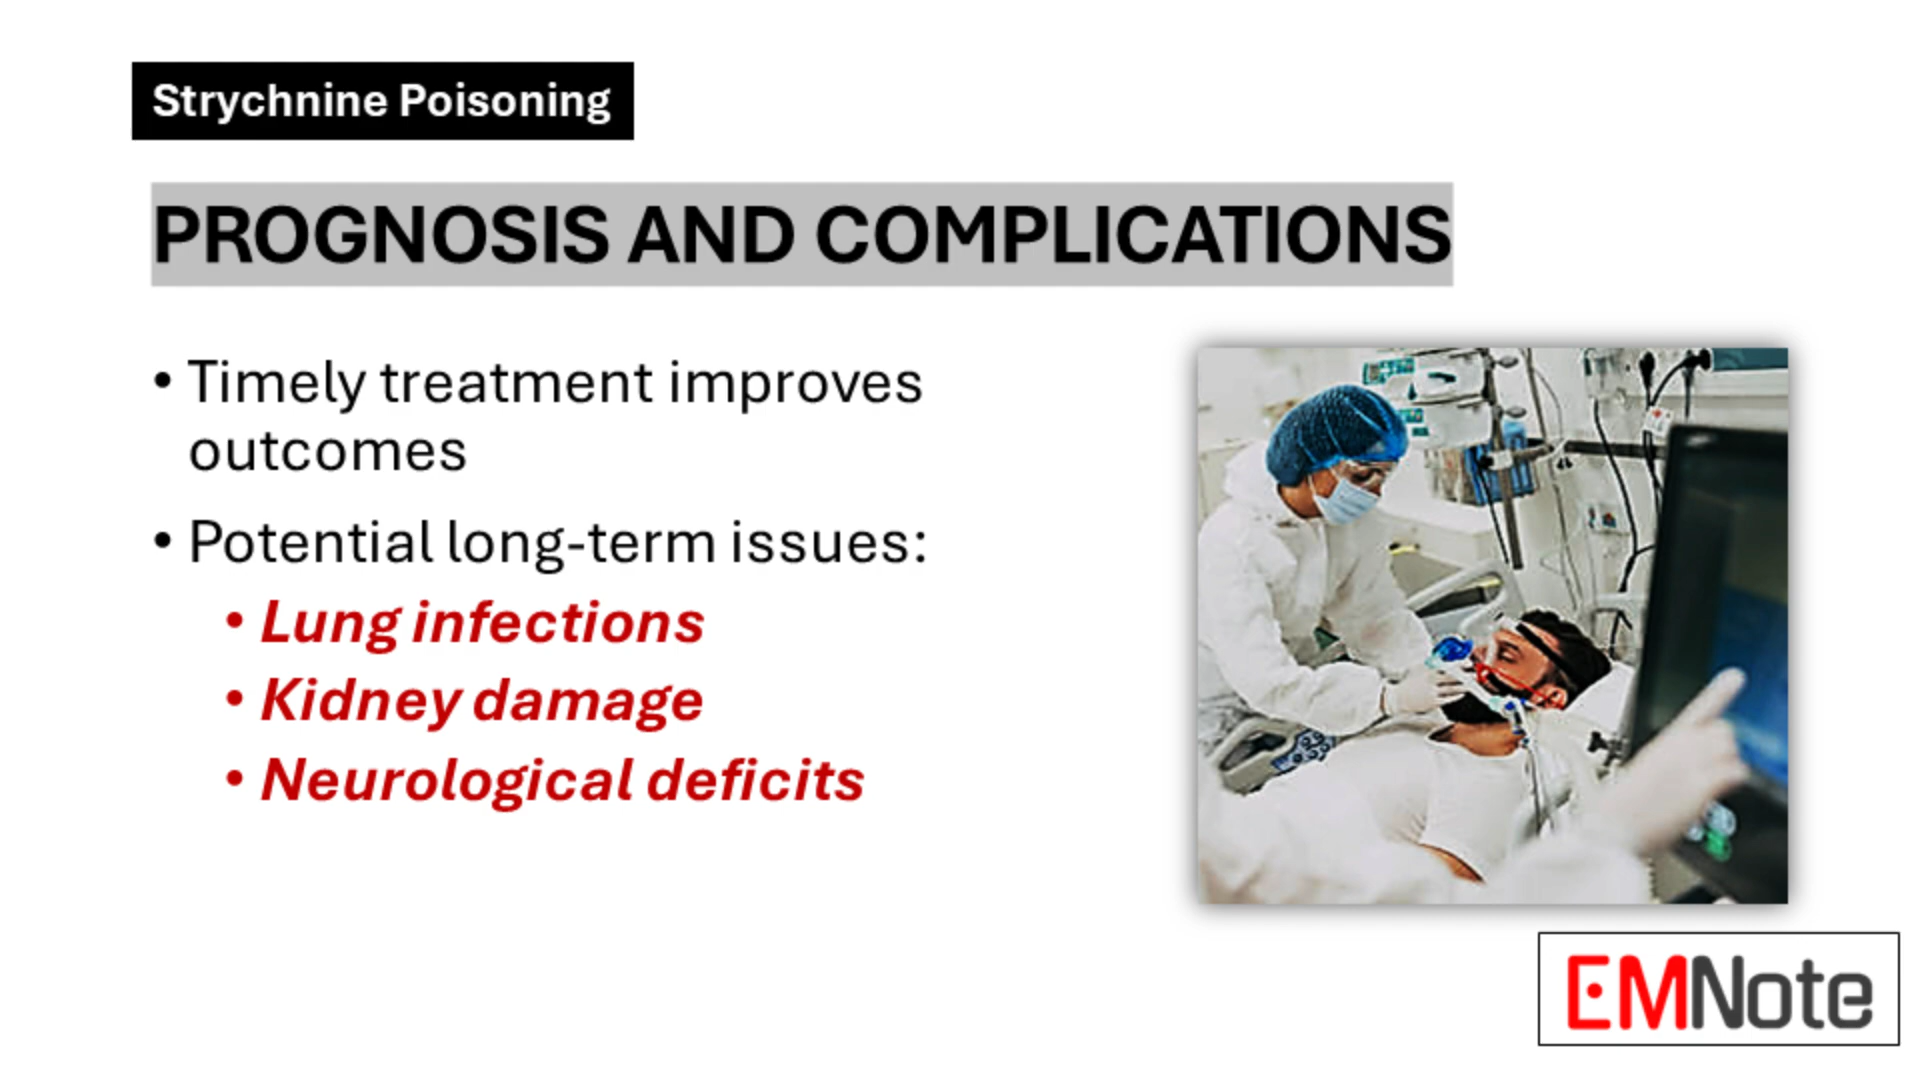 Strychnine Poisoning
PROGNOSIS AND COMPLICATIONS
• Timely treatment improves
outcomes
• Potential long-term issues:
• Lung infections
• Kidney damage
• Neurological deficits
EMNote